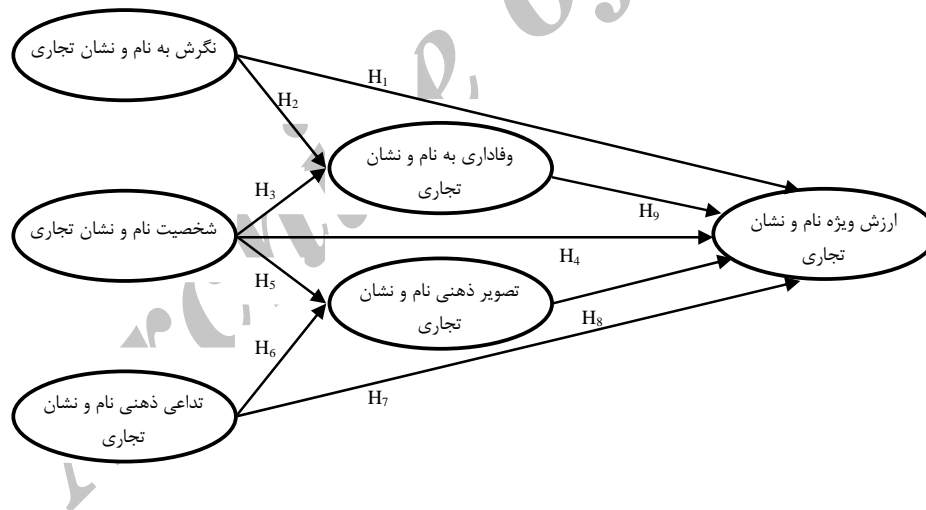 نگرش به نام و نشان تجاری
H₁
H₂
وفاداری به نام و نشان
تجاری
H₃
شخصیت نام و نشان تجاری
H₉
ارزش ویژه نام و نشان
تجاری
H₄
H₅
تصویر ذهنی نام و نشان
تجاری
H₈
H₆
H₇
تداعی ذهنی نام و نشان
تجاری